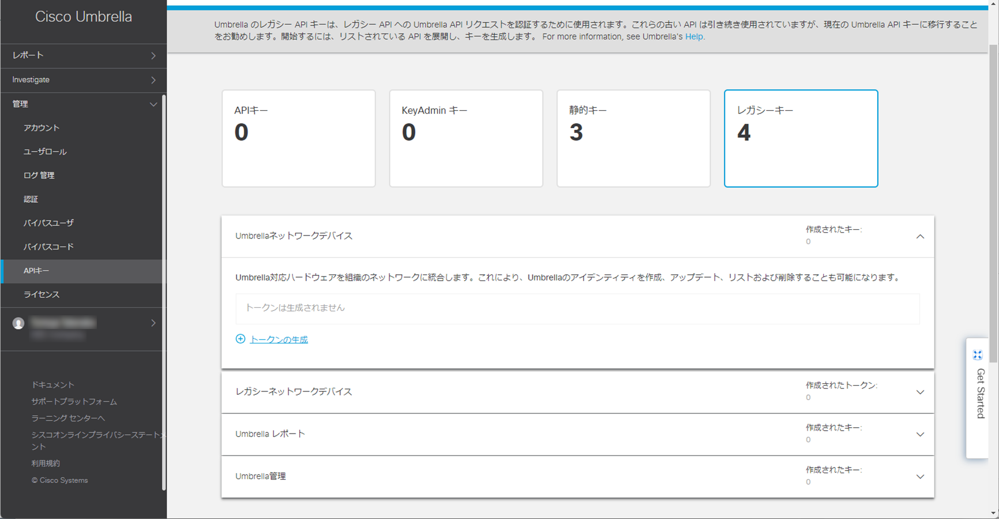 Cisco Umbrella
レポート
Investigate
管理
アカウント
ユーザロール
ログ 管理
認証
バイパスユーザ
バイパスコード
APIキー
ライセンス
ドキュメント
サポートプラットフォーム
ラーニング センターへ
シスコオンラインプライバシーステートメ
ント
利用規約
© Cisco Systems
Umbrella のレガシー API キーは、レガシー API への Umbrella API リクエストを認証するために使用されます。これらの古い API は引き続き使用されていますが、現在の Umbrella API キーに移行すること
をお勧めします。開始するには、リストされている API を展開し、キーを生成します。 For more information, see Umbrella's Help.
APIキー
0
KeyAdmin キー
0
静的キー
3
レガシーキー
4
Umbrellaネットワークデバイス
作成されたキー:
0
Umbrella対応ハードウェアを組織のネットワークに統合します。これにより、Umbrellaのアイデンティティを作成、アップデート、リストおよび削除することも可能になります。
トークンは生成されません
トークンの生成
レガシーネットワークデバイス
作成されたトークン:
0
Umbrella レポート
作成されたキー:
0
Umbrella管理
作成されたキー:
0
Get Started